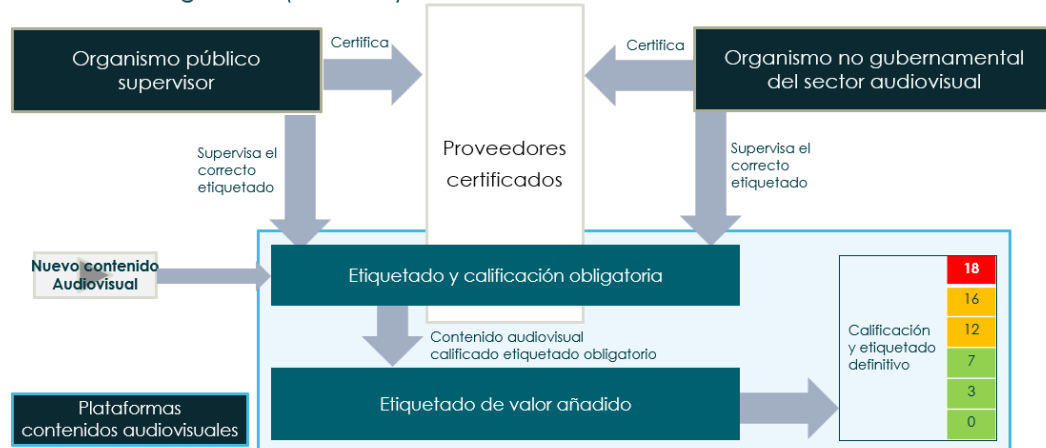 Organismo público
supervisor
Certifica
Certifica
Organismo no gubernamental
del sector audiovisual
Supervisa el
correcto
etiquetado
Proveedores
certificados
Supervisa el
correcto
etiquetado
Nuevo contenido
Audiovisual
Etiquetado y calificación obligatoria
Contenido audiovisual
calificado etiquetado obligatorio
Etiquetado de valor añadido
Calificación
y etiquetado
definitivo
18
16
12
7
3
0
Plataformas
contenidos audiovisuales